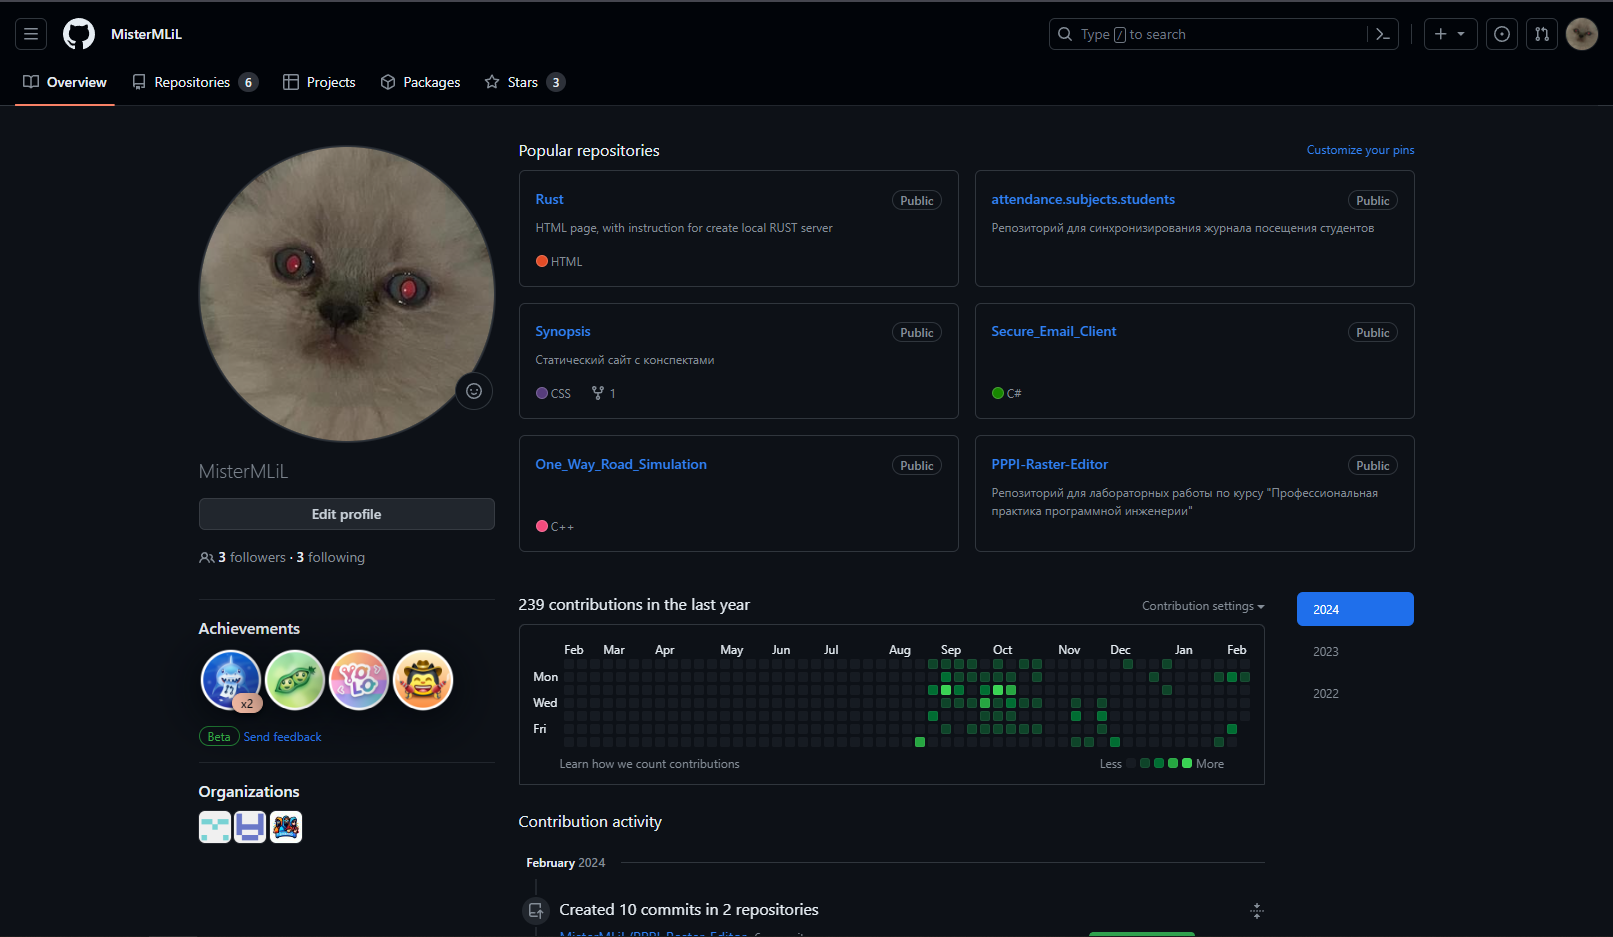 MisterMLiL
Type / to search
Overview
Repositories 6
Projects
Packages
Stars 3
MisterMLiL
Edit profile
3 followers · 3 following
Achievements
x2
YOLO
Beta Send feedback
Organizations
Popular repositories
Customize your pins
Rust
Public
HTML page, with instruction for create local RUST server
HTML
attendance.subjects.students
Public
Репозиторий для синхронизирования журнала посещения студентов
Synopsis
Public
Статический сайт с конспектами
CSS 1
Secure_Email_Client
Public
C#
One_Way_Road_Simulation
Public
C++
PPPI-Raster-Editor
Public
Репозиторий для лабораторных работы по курсу "Профессиональная
практика программной инженерии"
239 contributions in the last year
Contribution settings
2024
2023
2022
Feb Mar Apr May Jun Jul Aug Sep Oct Nov Dec Jan Feb
Mon
Wed
Fri
Learn how we count contributions
Less More
Contribution activity
February 2024
Created 10 commits in 2 repositories
MisterMLiL/PPPI-Raster-Editor